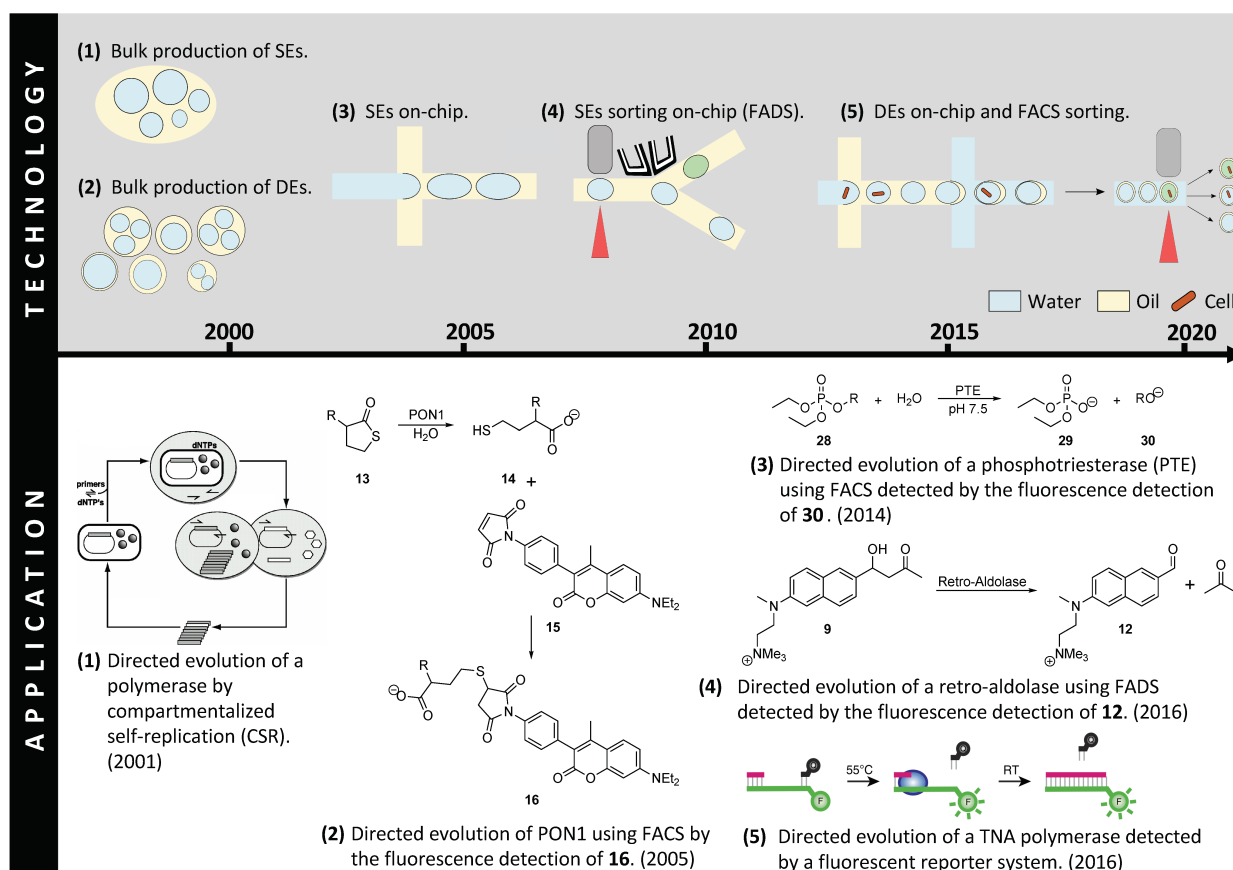 TECHNOLOGY
(1) Bulk production of SEs.
(2) Bulk production of DEs.
(3) SEs on-chip.
(4) SEs sorting on-chip (FADS).
(5) DEs on-chip and FACS sorting.
Water
Oil
Cell
2000
2005
2010
2015
2020
APPLICATION
dNTPs
primers
dNTP's
(1) Directed evolution of a
polymerase by
compartmentalized
self-replication (CSR).
(2001)
R
O
S
13
PON1
H2O
HS
R
O⊖
O
14
+
O
N
O
O
O
NEt2
15
R
⊖O
O
S
O
N
O
O
O
NEt2
16
(2) Directed evolution of PON1 using FACS by
the fluorescence detection of 16. (2005)
O
O
P
O
R
O
28
+
H2O
PTE
pH 7.5
O
O
P
O⊖
O
29
+
RO⊖
30
(3) Directed evolution of a phosphotriesterase (PTE)
using FACS detected by the fluorescence detection
of 30 . (2014)
OH
O
N
NMe3
⊕
9
Retro-Aldolase
O
N
NMe3
⊕
12
+
O
(4) Directed evolution of a retro-aldolase using FADS
detected by the fluorescence detection of 12. (2016)
Q
F
55°C
Q
F
RT
Q
F
(5) Directed evolution of a TNA polymerase detected
by a fluorescent reporter system. (2016)